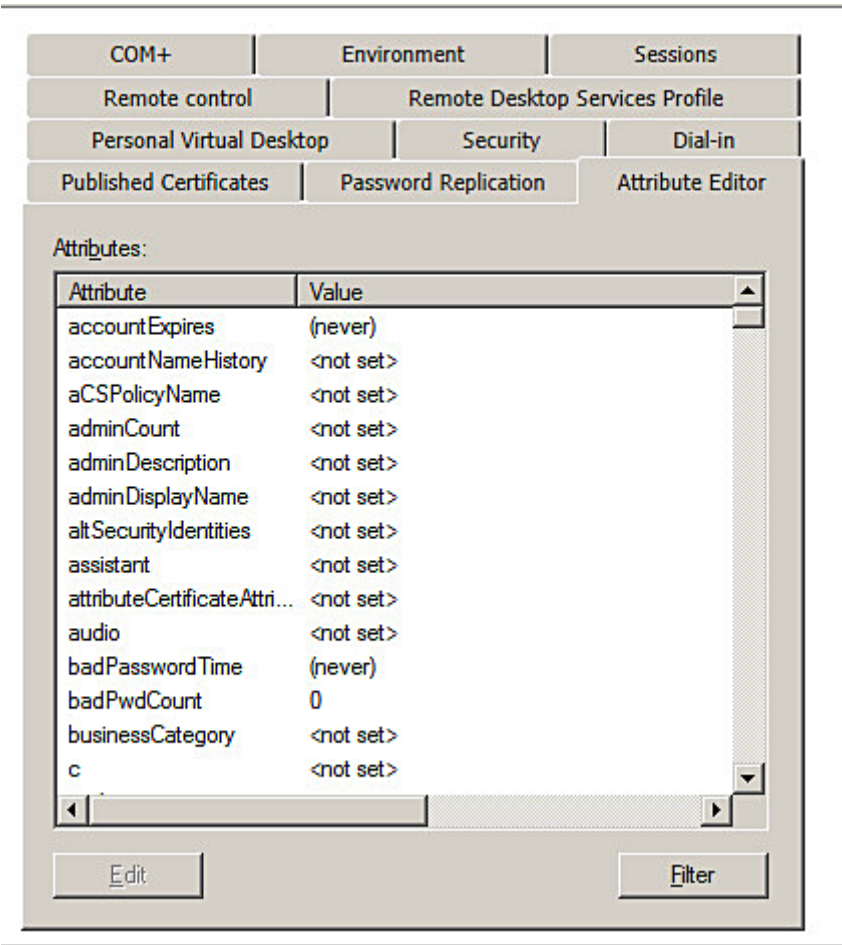 COM+ Environment Sessions
Remote control Remote Desktop Services Profile
Personal Virtual Desktop Security Dial-in
Published Certificates Password Replication Attribute Editor
Attributes:
Attribute Value
accountExpires (never)
accountNameHistory <not set>
aCSPolicyName <not set>
adminCount <not set>
adminDescription <not set>
adminDisplayName <not set>
altSecurityIdentities <not set>
assistant <not set>
attributeCertificateAttri... <not set>
audio <not set>
badPasswordTime (never)
badPwdCount 0
businessCategory <not set>
c <not set>
Edit Filter